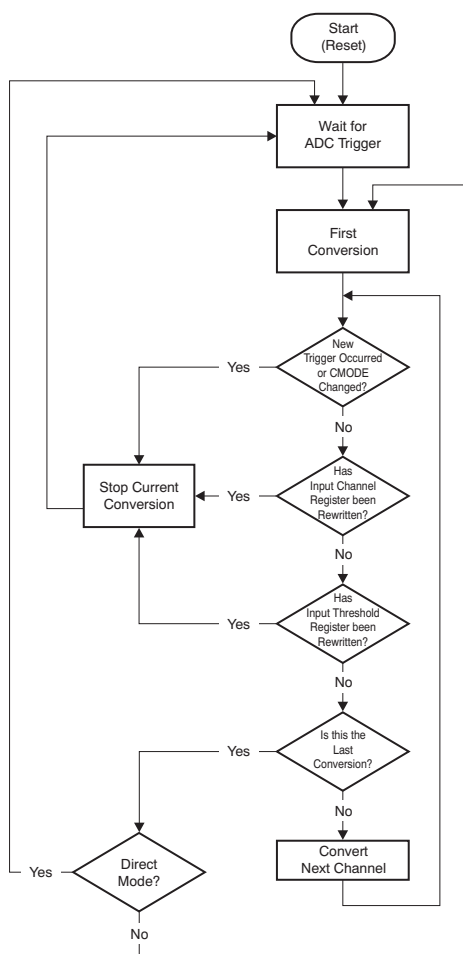 Start
(Reset)
Wait for
ADC Trigger
First
Conversion
New
Trigger Occurred
or CMODE
Changed?
Yes
No
Stop Current
Conversion
Yes
Has
Input Channel
Register been
Rewritten?
No
Has
Input Threshold
Register been
Rewritten?
Yes
No
Is this the
Last
Conversion?
Yes
No
Convert
Next Channel
Yes
Direct
Mode?
No